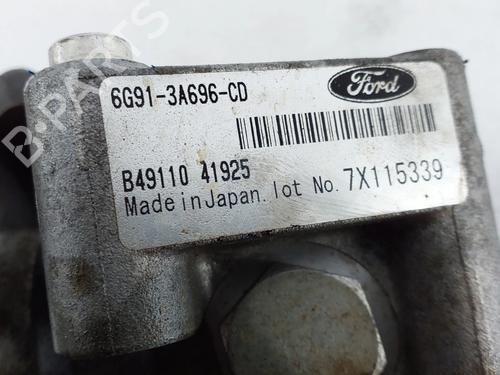 6G91-3A696-CD
Ford
B49110 41925
Made in Japan. lot No. 7X115339
B-PARTS